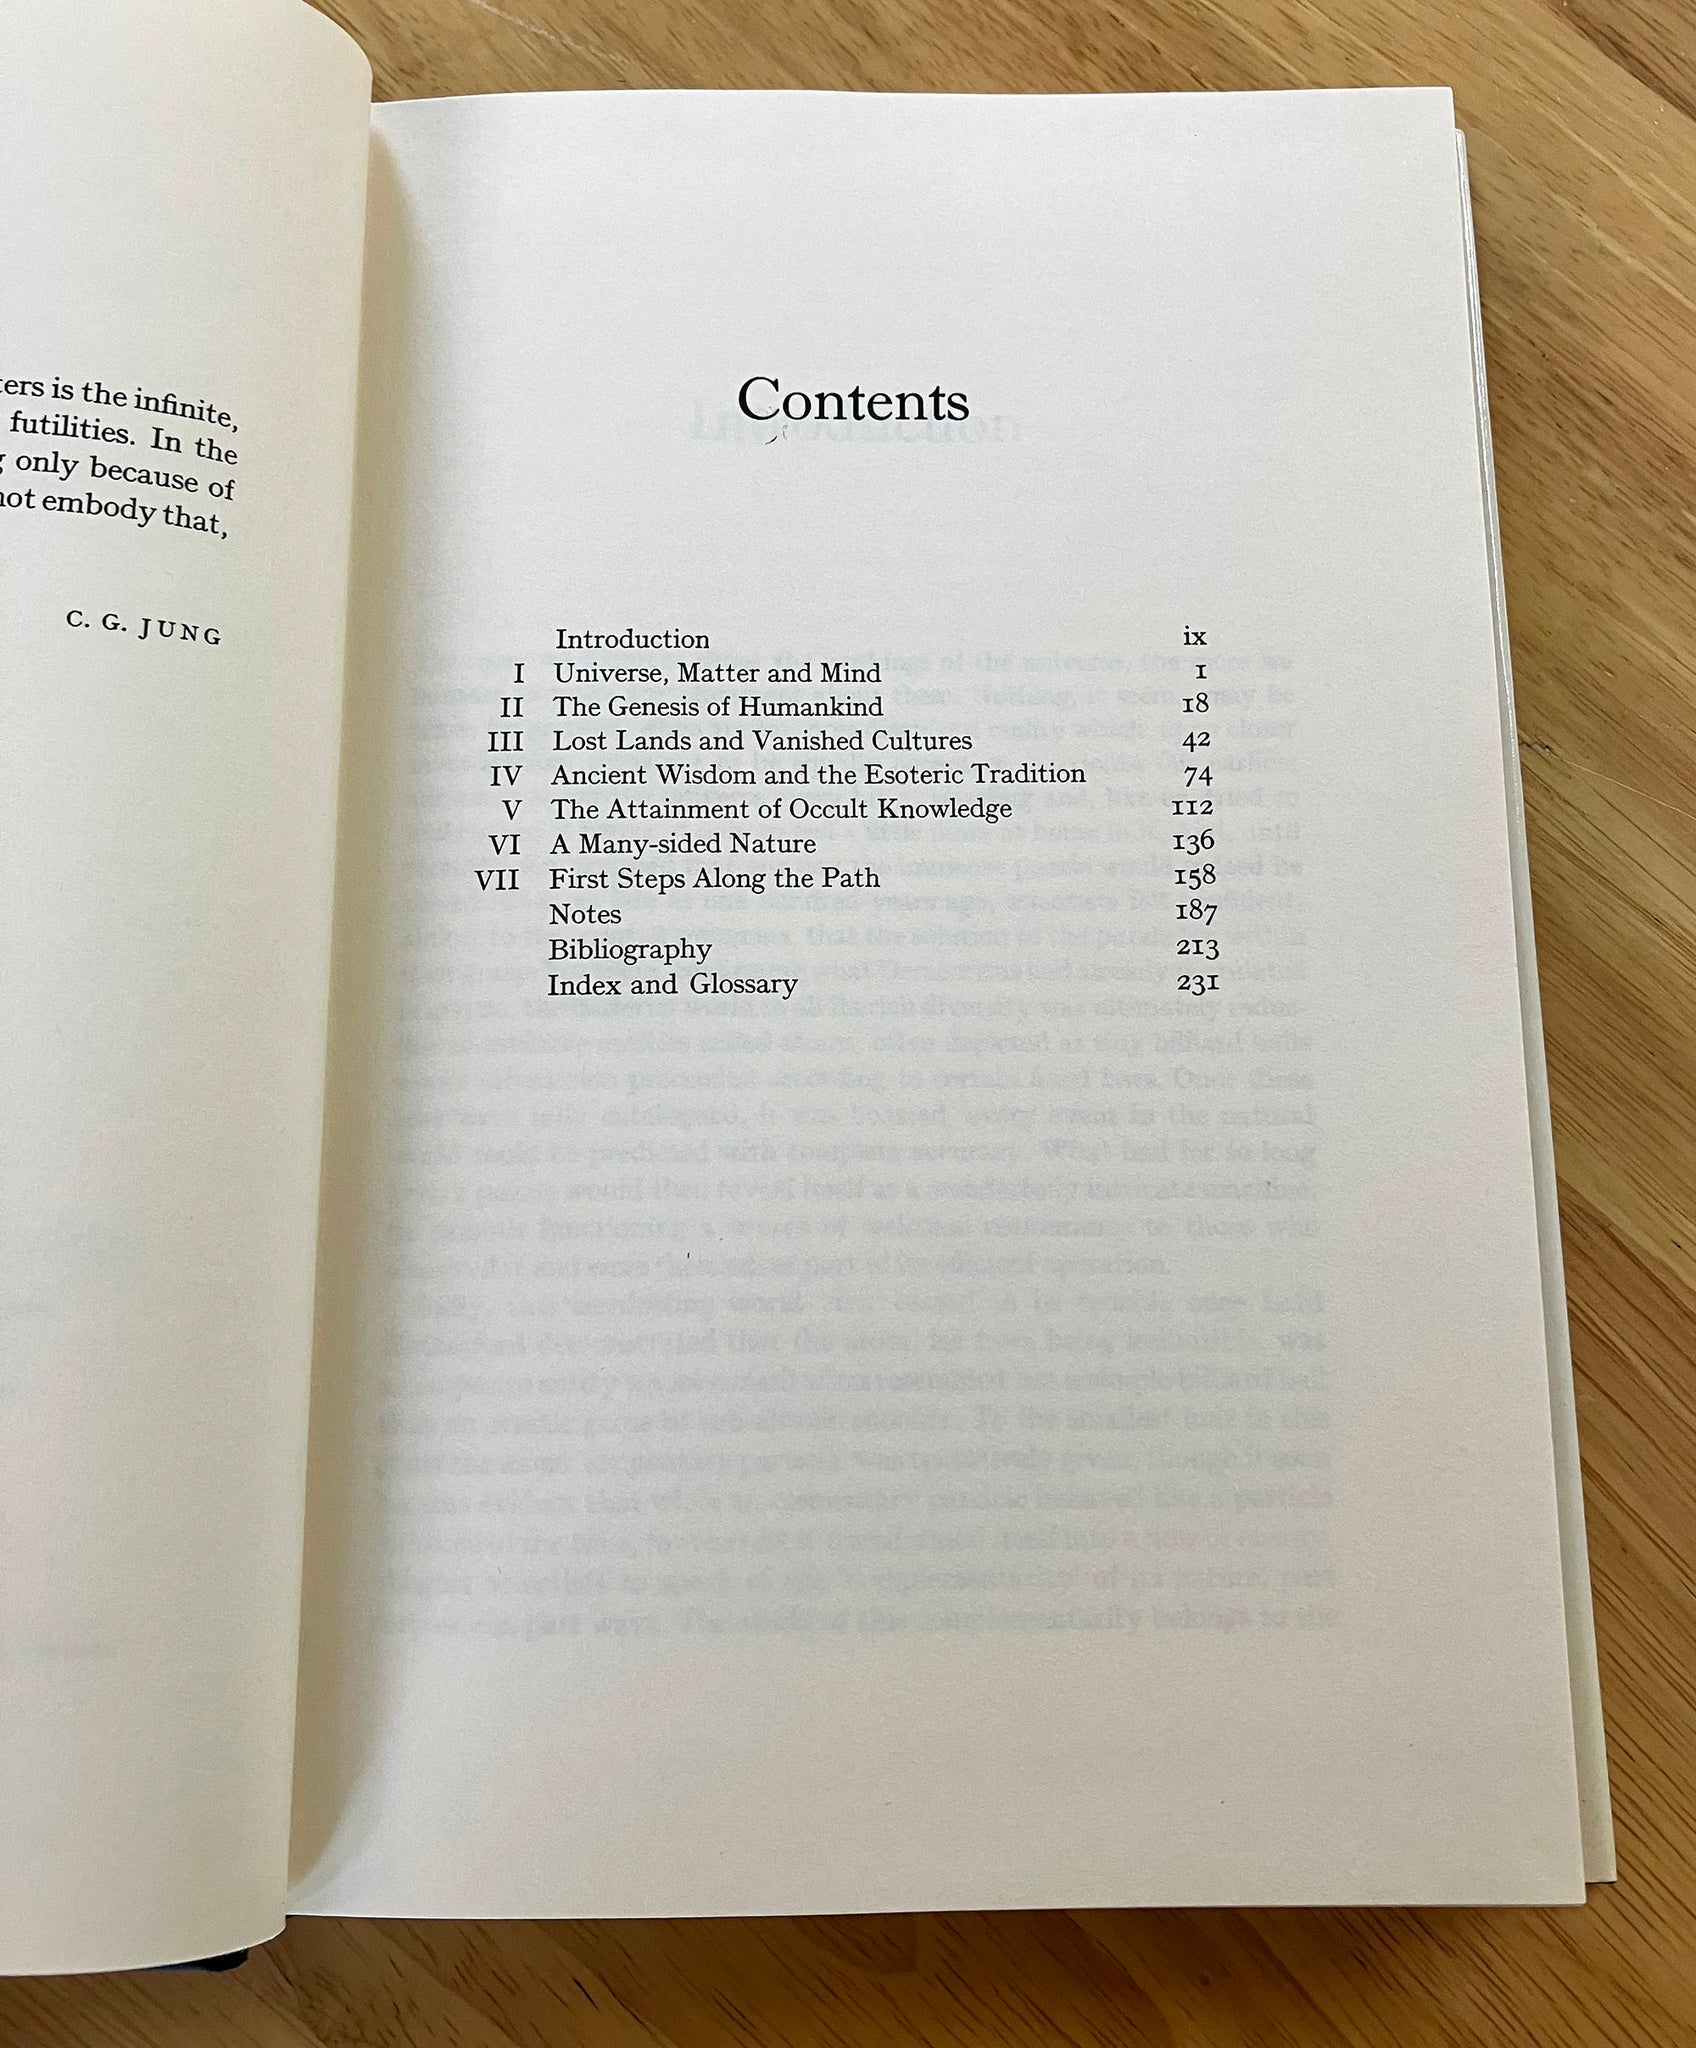 ters is the infinite,
futilities. In the
only because of
not embody that,
C. G. JUNG
Contents
Introduction ix
I Universe, Matter and Mind 1
II The Genesis of Humankind 18
III Lost Lands and Vanished Cultures 42
IV Ancient Wisdom and the Esoteric Tradition 74
V The Attainment of Occult Knowledge 112
VI A Many-sided Nature 136
VII First Steps Along the Path 158
Notes 187
Bibliography 213
Index and Glossary 231